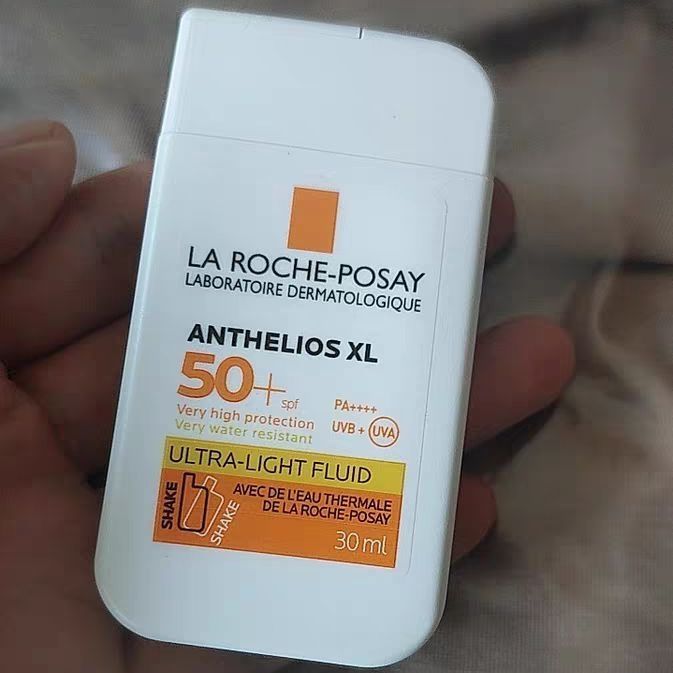 LA ROCHE-POSAY
LABORATOIRE DERMATOLOGIQUE
ANTHELIOS XL
50+ spf
Very high protection
Very water resistant
PA++++
UVB + UVA
ULTRA-LIGHT FLUID
SHAKE
SHAKE
AVEC DE L'EAU THERMALE
DE LA ROCHE-POSAY
30 ml